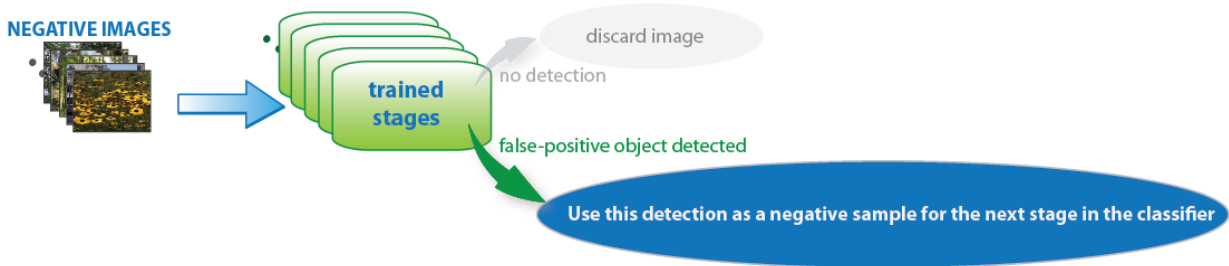 NEGATIVE IMAGES
discard image
no detection
trained
stages
false-positive object detected
Use this detection as a negative sample for the next stage in the classifier